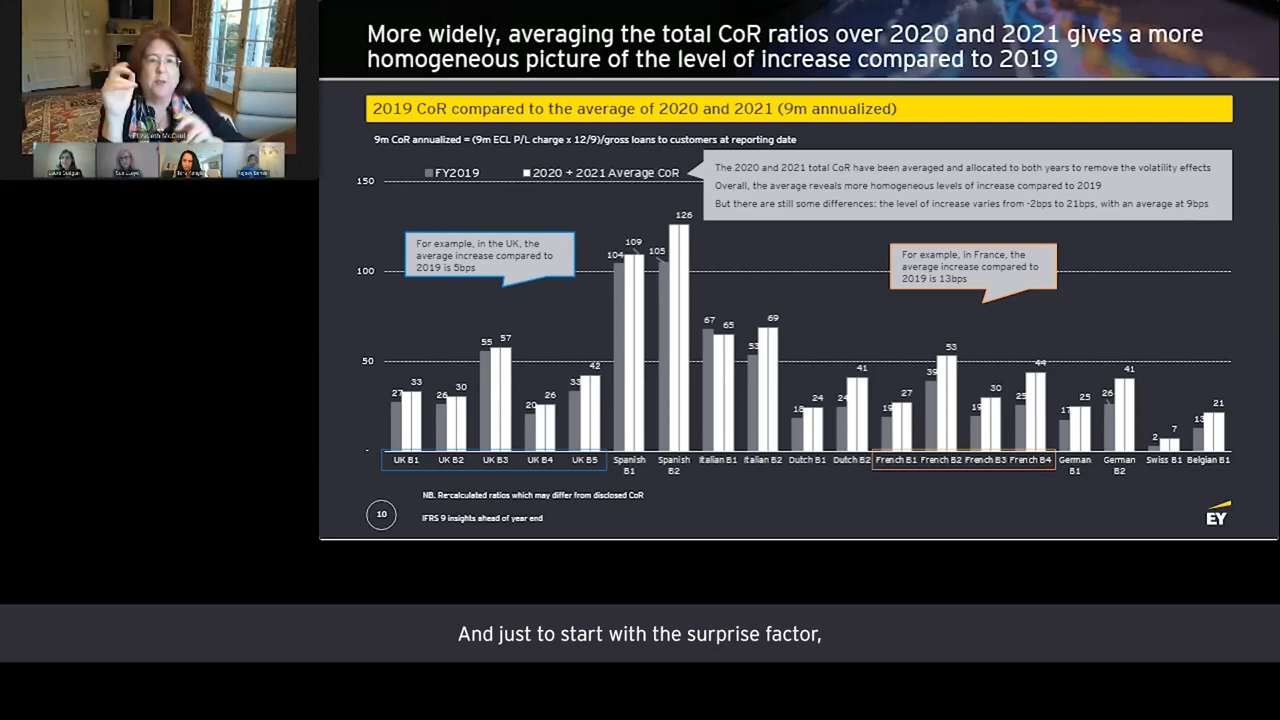 More widely, averaging the total CoR ratios over 2020 and 2021 gives a more
homogeneous picture of the level of increase compared to 2019
2019 CoR compared to the average of 2020 and 2021 (9m annualized)
9m CoR annualized = (9m ECL P/L charge x 12/9)/gross loans to customers at reporting date
FY2019
2020 + 2021 Average CoR
The 2020 and 2021 total CoR have been averaged and allocated to both years to remove the volatility effects
Overall, the average reveals more homogeneous levels of increase compared to 2019
But there are still some differences: the level of increase varies from -2bps to 21bps, with an average at 9bps
For example, in the UK, the
average increase compared to
2019 is 5bps
For example, in France, the
average increase compared to
2019 is 13bps
150
100
50
-
27 33
26 30
55 57
20 26
33 42
104 109
105 126
67 65
53 69
18 24
24 41
19 27
39 53
19 30
25 44
17 25
26 41
2 7
13 21
UK B1 UK B2 UK B3 UK B4 UK B5 Spanish B1 Spanish B2 Italian B1 Italian B2 Dutch B1 Dutch B2 French B1 French B2 French B3 French B4 German B1 German B2 Swiss B1 Belgian B1
NB. Re-calculated ratios which may differ from disclosed CoR
10
IFRS 9 insights ahead of year end
EY
And just to start with the surprise factor,